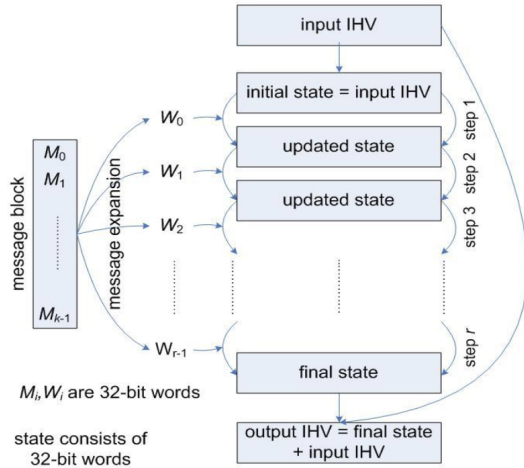 input IHV
initial state = input IHV
step 1
W₀
updated state
step 2
W₁
updated state
step 3
W₂
message block
M₀
M₁
Mₖ₋₁
message expansion
Wᵣ₋₁
step r
final state
Mᵢ,Wᵢ are 32-bit words
state consists of
32-bit words
output IHV = final state
+ input IHV